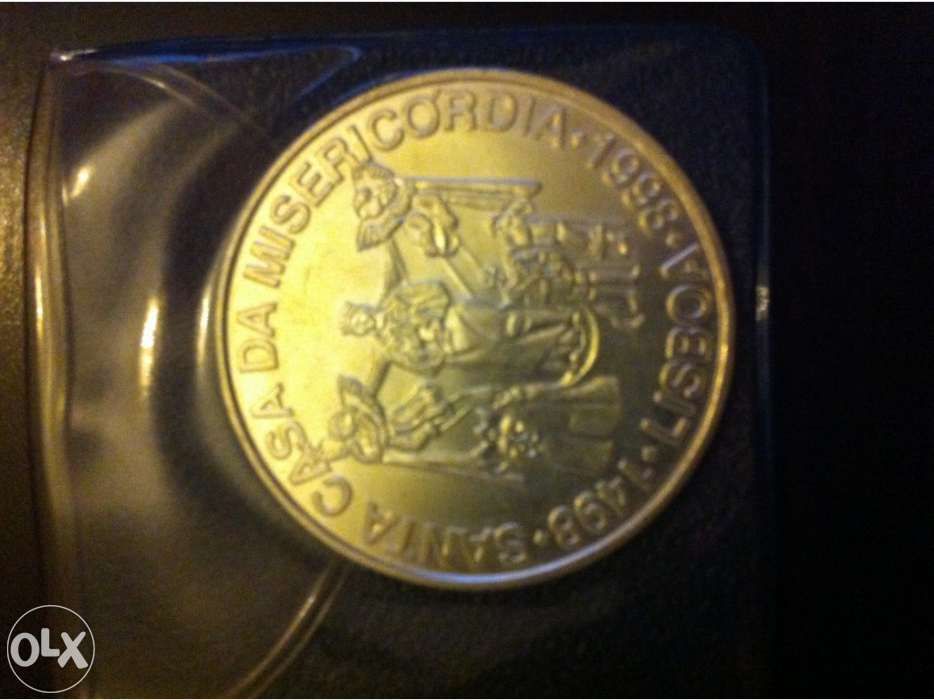 1498 · SANTA CASA DA MISERICÓRDIA · 1998 · LISBOA ·
OLX